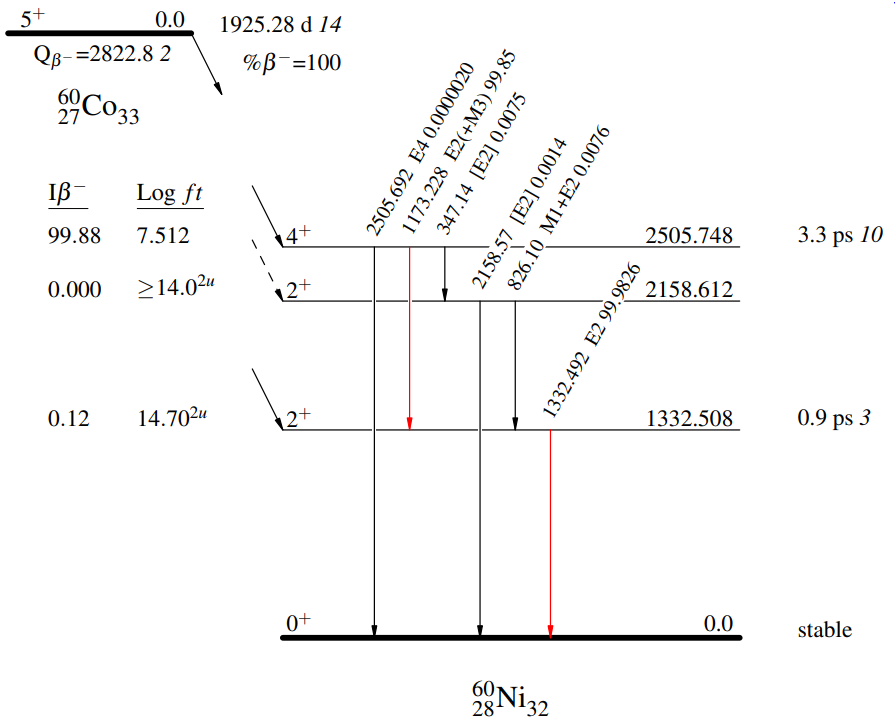 5⁺ 0.0 1925.28 d 14
Qβ⁻=2822.8 2 %β⁻=100
⁶⁰₂₇Co₃₃
2505.692 E4 0.0000020
1173.228 E2(+M3) 99.85
347.14 [E2] 0.0075
2158.57 [E2] 0.0014
826.10 M1+E2 0.0076
1332.492 E2 99.9826
Iβ⁻ Log ft
99.88 7.512 4⁺ 2505.748 3.3 ps 10
0.000 ≥14.0²ᵘ 2⁺ 2158.612
0.12 14.70²ᵘ 2⁺ 1332.508 0.9 ps 3
0⁺ 0.0 stable
⁶⁰₂₈Ni₃₂